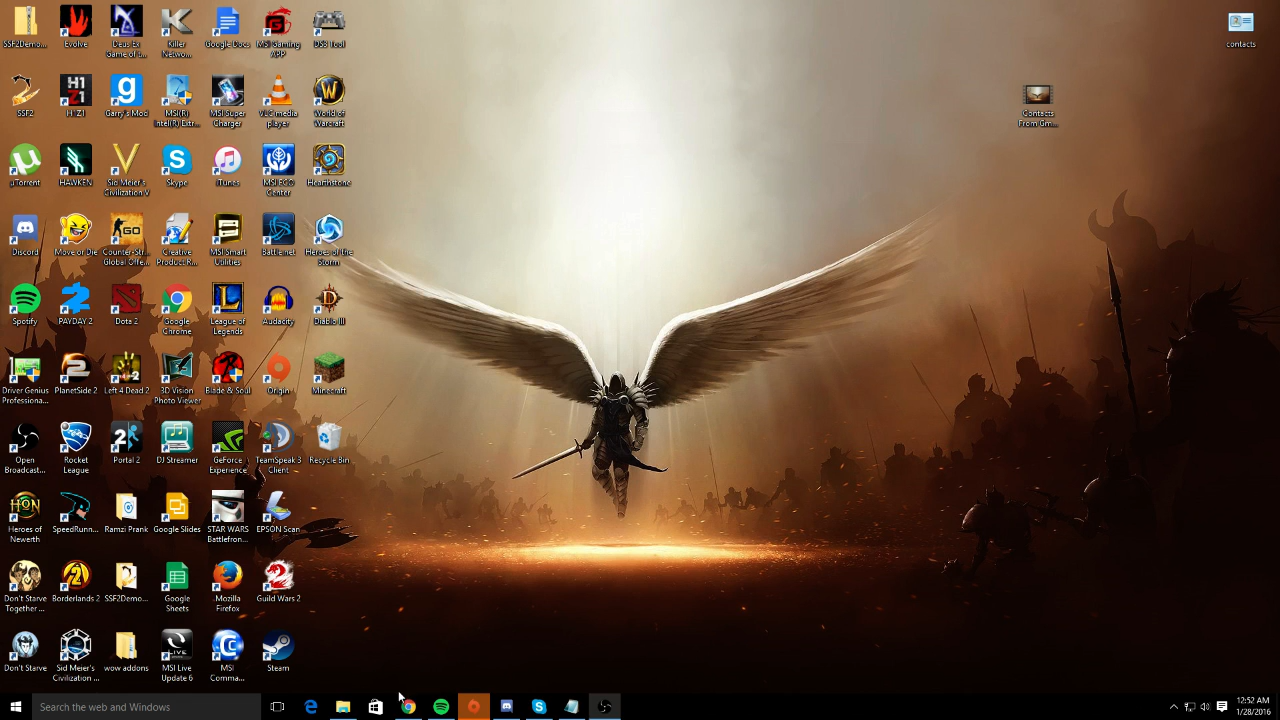 SSF2Demo...
Evolve
Deus Ex
Game of t...
Killer
Netwo...
Google Docs
MSI Gaming
APP
DS3 Tool
contacts
SSF2
H1Z1
Garry's Mod
MSI(R)
Intel(R) Extr...
MSI Super
Charger
VLC media
player
World of
Warcraft
Contacts
From Gm...
µTorrent
HAWKEN
Sid Meier's
Civilization V
Skype
iTunes
MSI ECO
Center
Hearthstone
Discord
Move or Die
Counter-Str...
Global Offe...
Creative
Product R...
MSI Smart
Utilities
Battle.net
Heroes of the
Storm
Spotify
PAYDAY 2
Dota 2
Google
Chrome
League of
Legends
Audacity
Diablo III
Driver Genius
Professiona...
PlanetSide 2
Left 4 Dead 2
3D Vision
Photo Viewer
Blade & Soul
Origin
Minecraft
Open
Broadcast...
Rocket
League
Portal 2
DJ Streamer
GeForce
Experience
TeamSpeak 3
Client
Recycle Bin
Heroes of
Newerth
SpeedRunn...
Ramzi Prank
Google Slides
STAR WARS
Battlefron...
EPSON Scan
Don't Starve
Together ...
Borderlands 2
SSF2Demo...
Google
Sheets
Mozilla
Firefox
Guild Wars 2
Don't Starve
Sid Meier's
Civilization ...
wow addons
MSI Live
Update 6
MSI
Comma...
Steam
Search the web and Windows
12:52 AM
1/28/2016